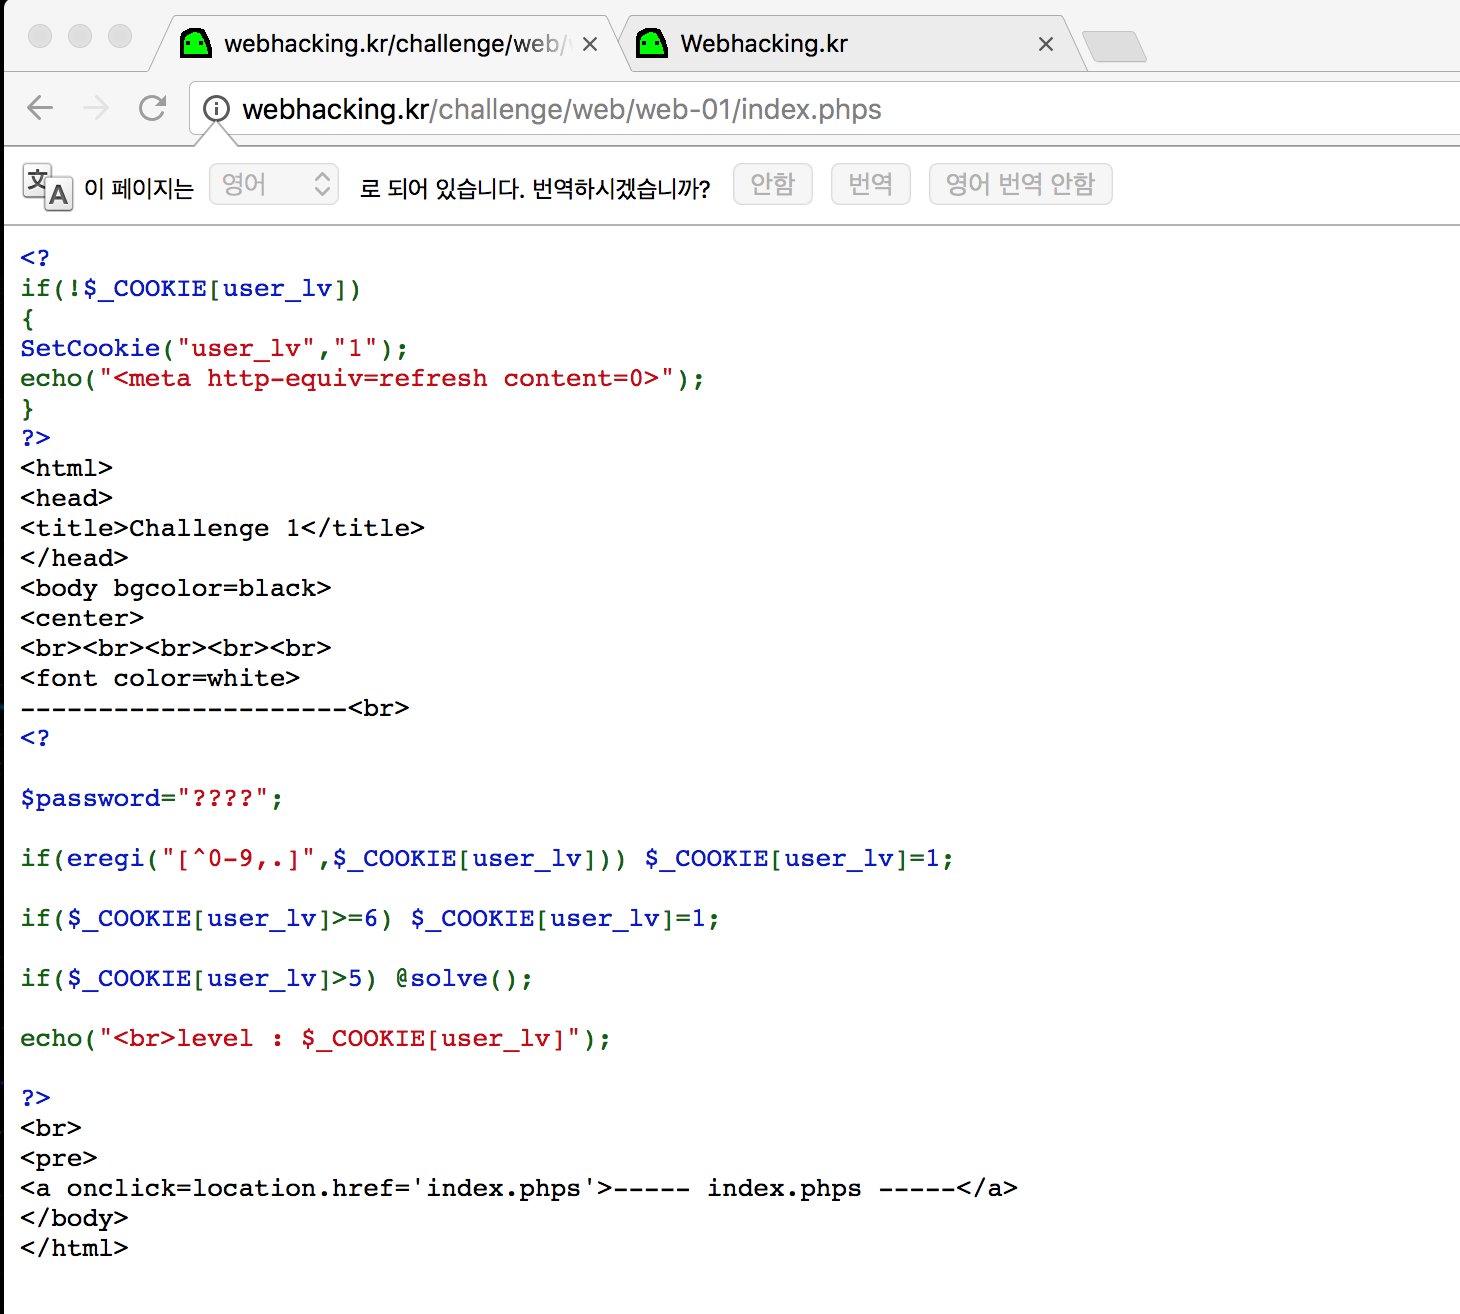 webhacking.kr/challenge/web/
Webhacking.kr
webhacking.kr/challenge/web/web-01/index.phps
이 페이지는 영어 로 되어 있습니다. 번역하시겠습니까? 안함 번역 영어 번역 안함
<?
if(!$_COOKIE[user_lv])
{
SetCookie("user_lv","1");
echo("<meta http-equiv=refresh content=0>");
}
?>
<html>
<head>
<title>Challenge 1</title>
</head>
<body bgcolor=black>
<center>
<br><br><br><br><br>
<font color=white>
---------------------<br>
<?
$password="????";
if(eregi("[^0-9,.]",$_COOKIE[user_lv])) $_COOKIE[user_lv]=1;
if($_COOKIE[user_lv]>=6) $_COOKIE[user_lv]=1;
if($_COOKIE[user_lv]>5) @solve();
echo("<br>level : $_COOKIE[user_lv]");
?>
<br>
<pre>
<a onclick=location.href='index.phps'>----- index.phps -----</a>
</body>
</html>